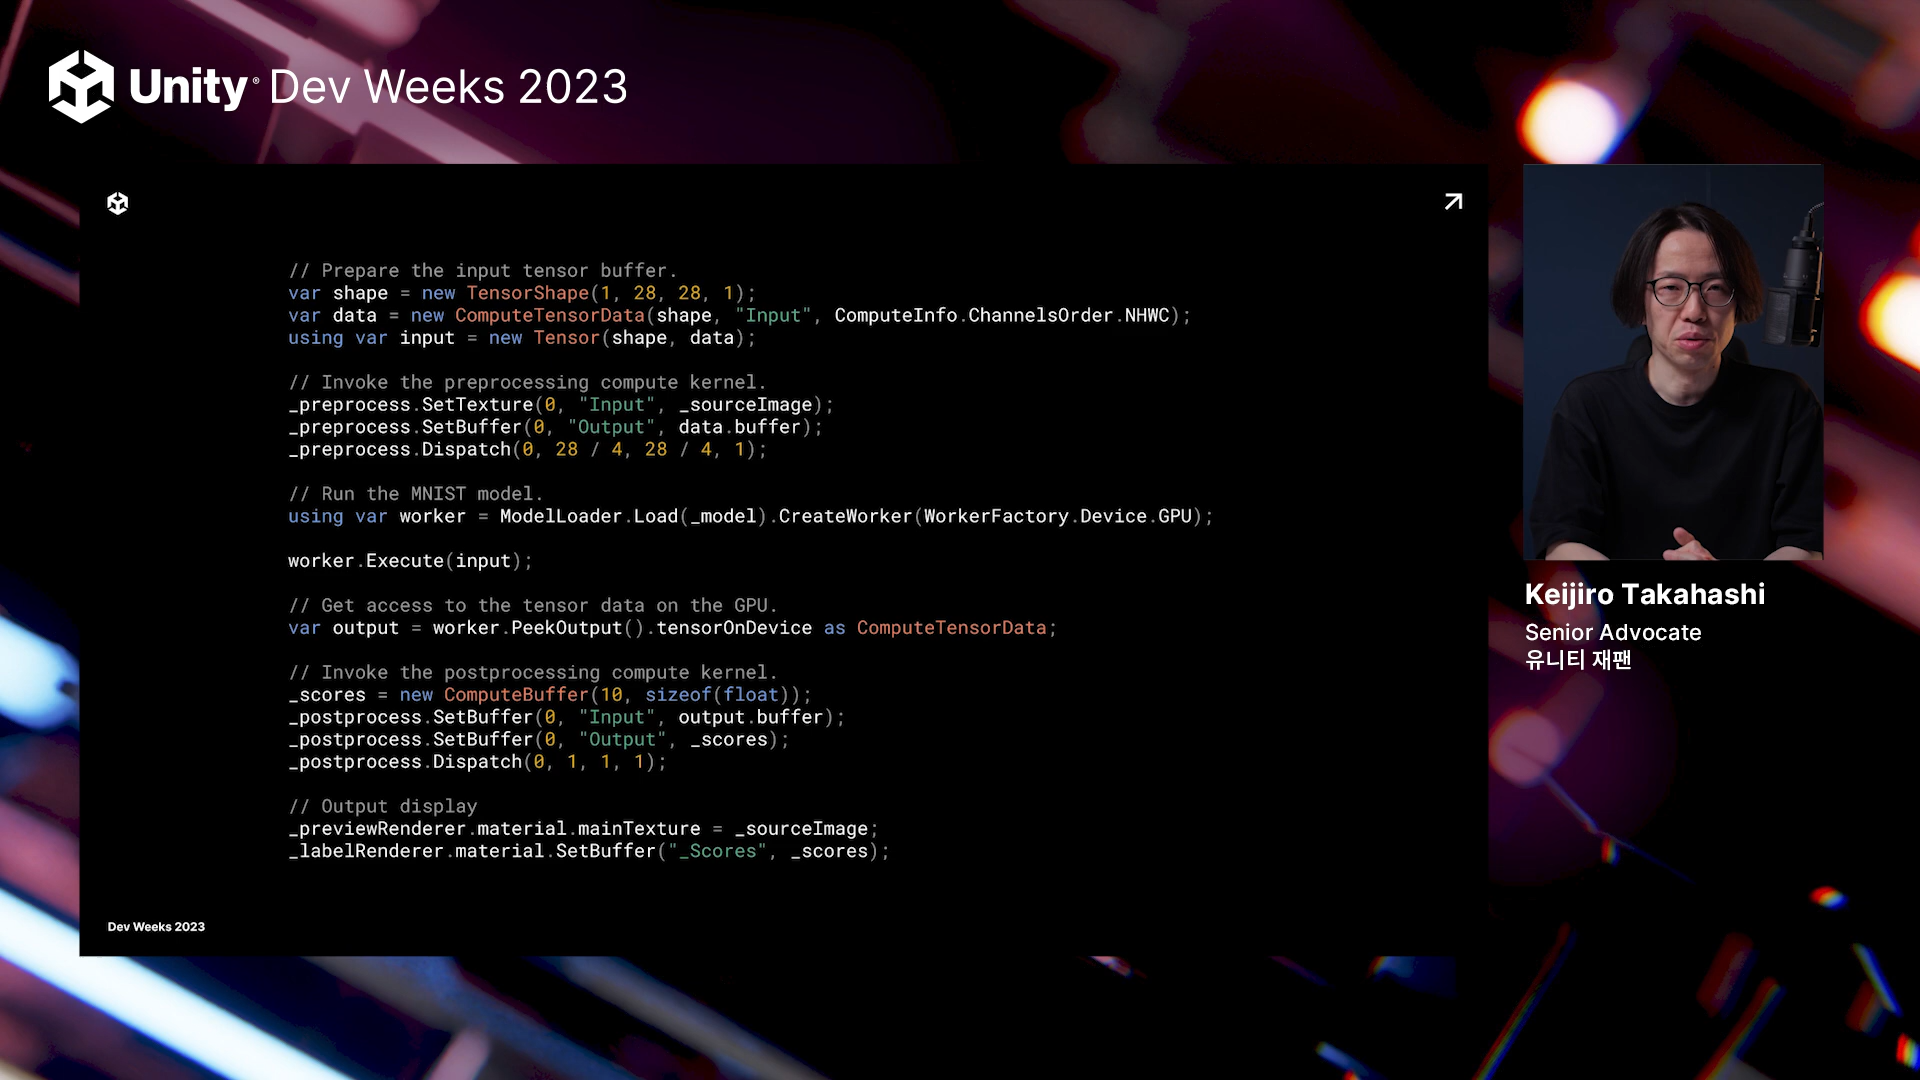 Unity® Dev Weeks 2023
// Prepare the input tensor buffer.
var shape = new TensorShape(1, 28, 28, 1);
var data = new ComputeTensorData(shape, "Input", ComputeInfo.ChannelsOrder.NHWC);
using var input = new Tensor(shape, data);
// Invoke the preprocessing compute kernel.
_preprocess.SetTexture(0, "Input", _sourceImage);
_preprocess.SetBuffer(0, "Output", data.buffer);
_preprocess.Dispatch(0, 28 / 4, 28 / 4, 1);
// Run the MNIST model.
using var worker = ModelLoader.Load(_model).CreateWorker(WorkerFactory.Device.GPU);
worker.Execute(input);
// Get access to the tensor data on the GPU.
var output = worker.PeekOutput().tensorOnDevice as ComputeTensorData;
// Invoke the postprocessing compute kernel.
_scores = new ComputeBuffer(10, sizeof(float));
_postprocess.SetBuffer(0, "Input", output.buffer);
_postprocess.SetBuffer(0, "Output", _scores);
_postprocess.Dispatch(0, 1, 1, 1);
// Output display
_previewRenderer.material.mainTexture = _sourceImage;
_labelRenderer.material.SetBuffer("_Scores", _scores);
Dev Weeks 2023
Keijiro Takahashi
Senior Advocate
유니티 재팬